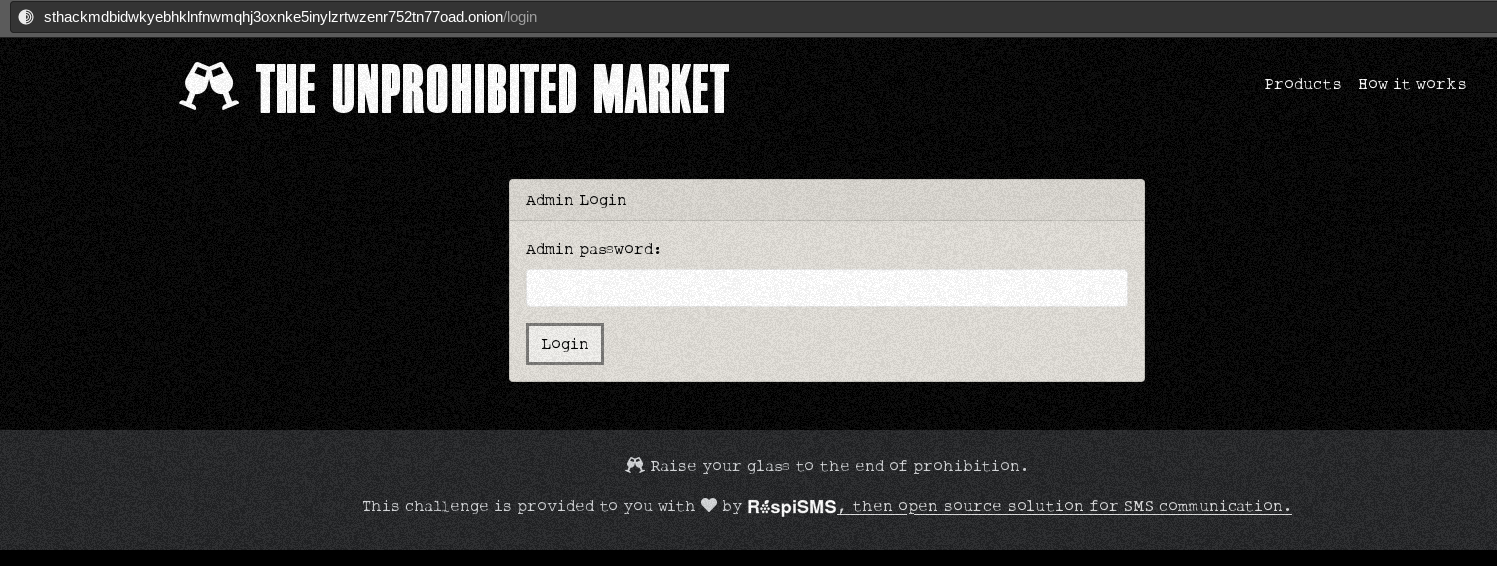 sthackmdbidwkyebhklnfnwmqhj3oxnke5inylzrtwzenr752tn77oad.onion/login
THE UNPROHIBITED MARKET
Products How it works
Admin Login
Admin password:
Login
Raise your glass to the end of prohibition.
This challenge is provided to you with ♥ by RaspiSMS, then open source solution for SMS communication.